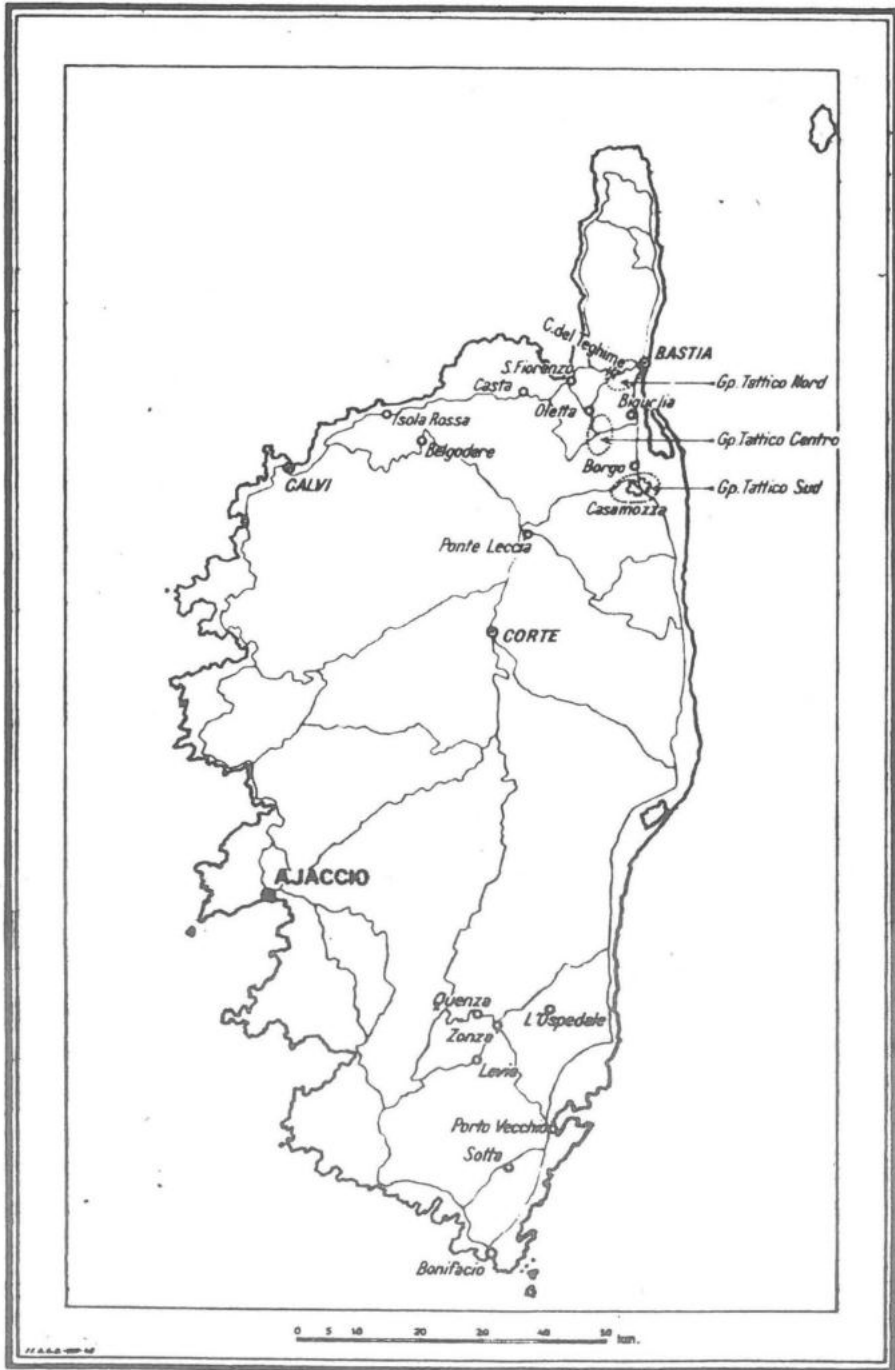 C. del Teghime
BASTIA
S. Fiorenzo
Gp. Tattico Nord
Casta
Oletta
Biguglia
Isola Rossa
Gp. Tattico Centro
Belgodere
Borgo
CALVI
Gp. Tattico Sud
Casamozza
Ponte Leccia
CORTE
AJACCIO
Quenza
L'Ospedale
Zonza
Levia
Porto Vecchio
Sotta
Bonifacio
0 5 10 20 30 40 50 km.